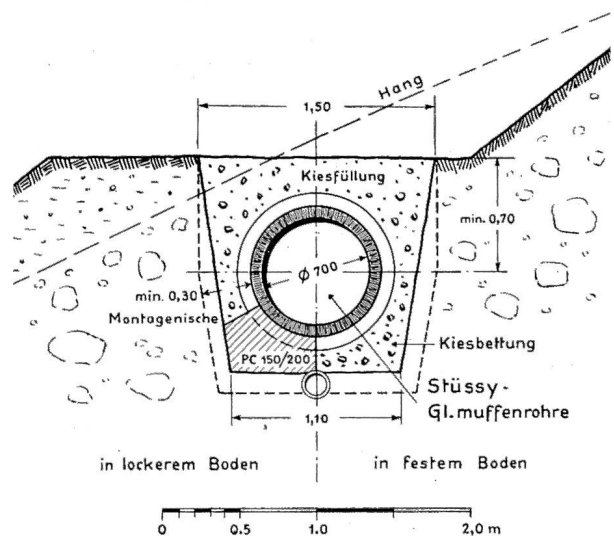 Hang
1,50
Kiesfüllung
min. 0,70
Ø 700
min. 0,30
Montagenische
PC 150/200
Kiesbettung
Stüssy-
Gl. muffenrohre
1,10
in lockerem Boden
in festem Boden
0 0.5 1.0 2,0 m